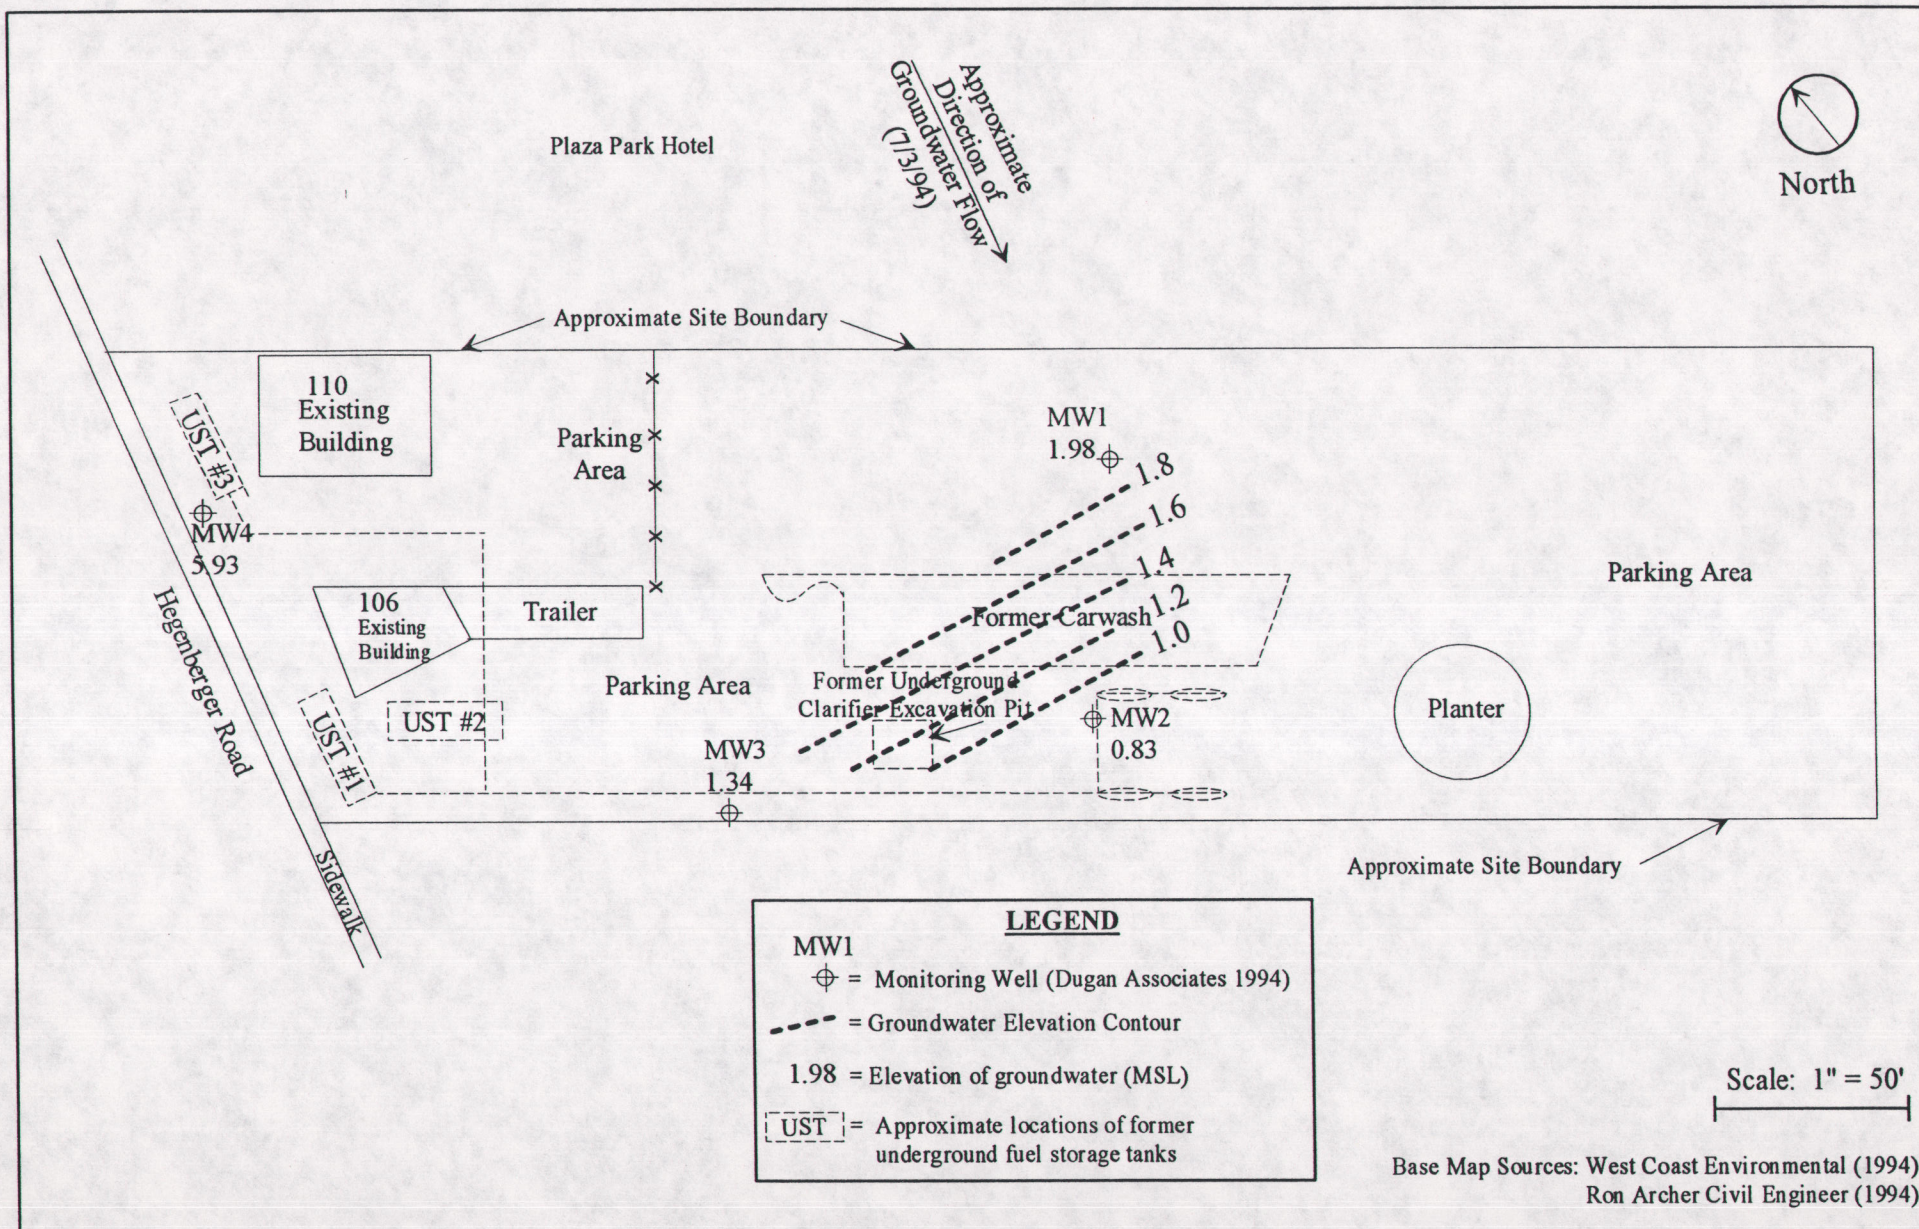 Approximate
Direction of
Groundwater Flow
(7/3/94)
North
Plaza Park Hotel
Approximate Site Boundary
110
Existing
Building
UST #3
Parking
Area
MW1
1.98
1.8
1.6
1.4
1.2
1.0
MW4
5.93
106
Existing
Building
Trailer
Former Carwash
Parking Area
Hegenberger Road
Parking Area
Former Underground
Clarifier Excavation Pit
UST #1
UST #2
MW3
1.34
MW2
0.83
Planter
Sidewalk
Approximate Site Boundary
LEGEND
MW1
= Monitoring Well (Dugan Associates 1994)
= Groundwater Elevation Contour
1.98 = Elevation of groundwater (MSL)
UST = Approximate locations of former
underground fuel storage tanks
Scale: 1" = 50'
Base Map Sources: West Coast Environmental (1994)
Ron Archer Civil Engineer (1994)